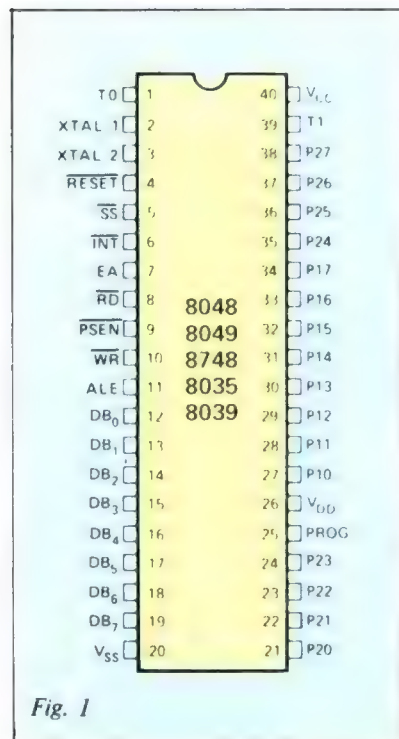 T0 1 40 VCC
XTAL 1 2 39 T1
XTAL 2 3 38 P27
RESET 4 37 P26
SS 5 36 P25
INT 6 35 P24
EA 7 34 P17
RD 8 33 P16
PSEN 9 32 P15
WR 10 31 P14
ALE 11 30 P13
DB0 12 29 P12
DB1 13 28 P11
DB2 14 27 P10
DB3 15 26 VDD
DB4 16 25 PROG
DB5 17 24 P23
DB6 18 23 P22
DB7 19 22 P21
VSS 20 21 P20
8048
8049
8748
8035
8039
Fig. 1